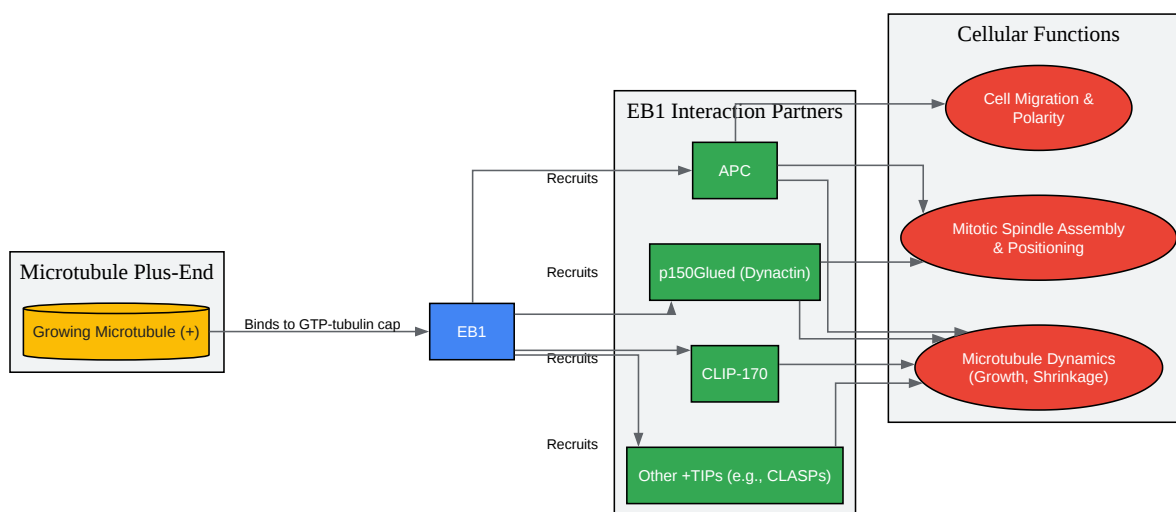 Microtubule Plus-End
Growing Microtubule (+)
Binds to GTP-tubulin cap
EB1
Recruits
Recruits
Recruits
Recruits
EB1 Interaction Partners
APC
p150Glued (Dynactin)
CLIP-170
Other +TIPs (e.g., CLASPs)
Cellular Functions
Cell Migration &
Polarity
Mitotic Spindle Assembly
& Positioning
Microtubule Dynamics
(Growth, Shrinkage)